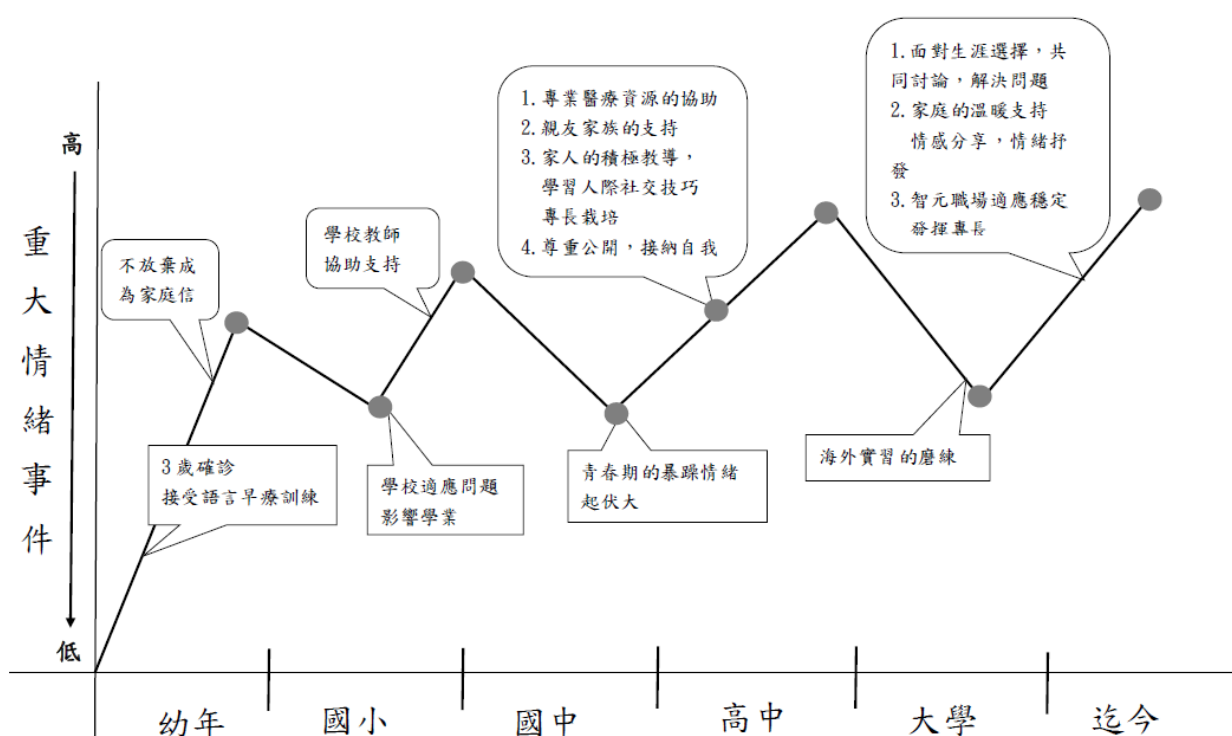 高
重大情緒事件
低
不放棄成
為家庭信
3歲確診
接受語言早療訓練
學校教師
協助支持
學校適應問題
影響學業
1.專業醫療資源的協助
2.親友家族的支持
3.家人的積極教導，
學習人際社交技巧
專長栽培
4.尊重公開，接納自我
青春期的暴躁情緒
起伏大
1.面對生涯選擇，共
同討論，解決問題
2.家庭的溫暖支持
情感分享，情緒抒
發
3.智元職場適應穩定
發揮專長
海外實習的磨練
幼年
國小
國中
高中
大學
迄今